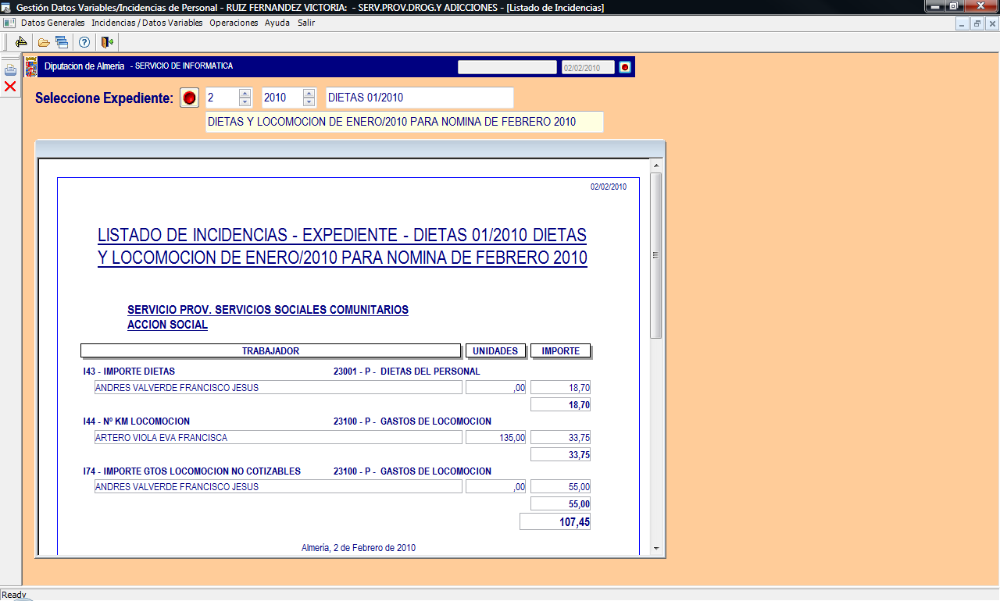 Gestión Datos Variables/Incidencias de Personal - RUIZ FERNANDEZ VICTORIA:  - SERV.PROV.DROG.Y ADICCIONES - [Listado de Incidencias]
Datos Generales  Incidencias / Datos Variables  Operaciones  Ayuda  Salir
Diputacion de Almería  - SERVICIO DE INFORMATICA  02/02/2010
Seleccione Expediente:  2  2010  DIETAS 01/2010
DIETAS Y LOCOMOCION DE ENERO/2010 PARA NOMINA DE FEBRERO 2010
02/02/2010
LISTADO DE INCIDENCIAS - EXPEDIENTE - DIETAS 01/2010 DIETAS
Y LOCOMOCION DE ENERO/2010 PARA NOMINA DE FEBRERO 2010
SERVICIO PROV. SERVICIOS SOCIALES COMUNITARIOS
ACCION SOCIAL
TRABAJADOR  UNIDADES  IMPORTE
I43 - IMPORTE DIETAS  23001 - P -  DIETAS DEL PERSONAL
ANDRES VALVERDE FRANCISCO JESUS  ,00  18,70
18,70
I44 - Nº KM LOCOMOCION  23100 - P -  GASTOS DE LOCOMOCION
ARTERO VIOLA EVA FRANCISCA  135,00  33,75
33,75
I74 - IMPORTE GTOS LOCOMOCION NO COTIZABLES  23100 - P -  GASTOS DE LOCOMOCION
ANDRES VALVERDE FRANCISCO JESUS  ,00  55,00
55,00
107,45
Almería, 2 de Febrero de 2010
Ready